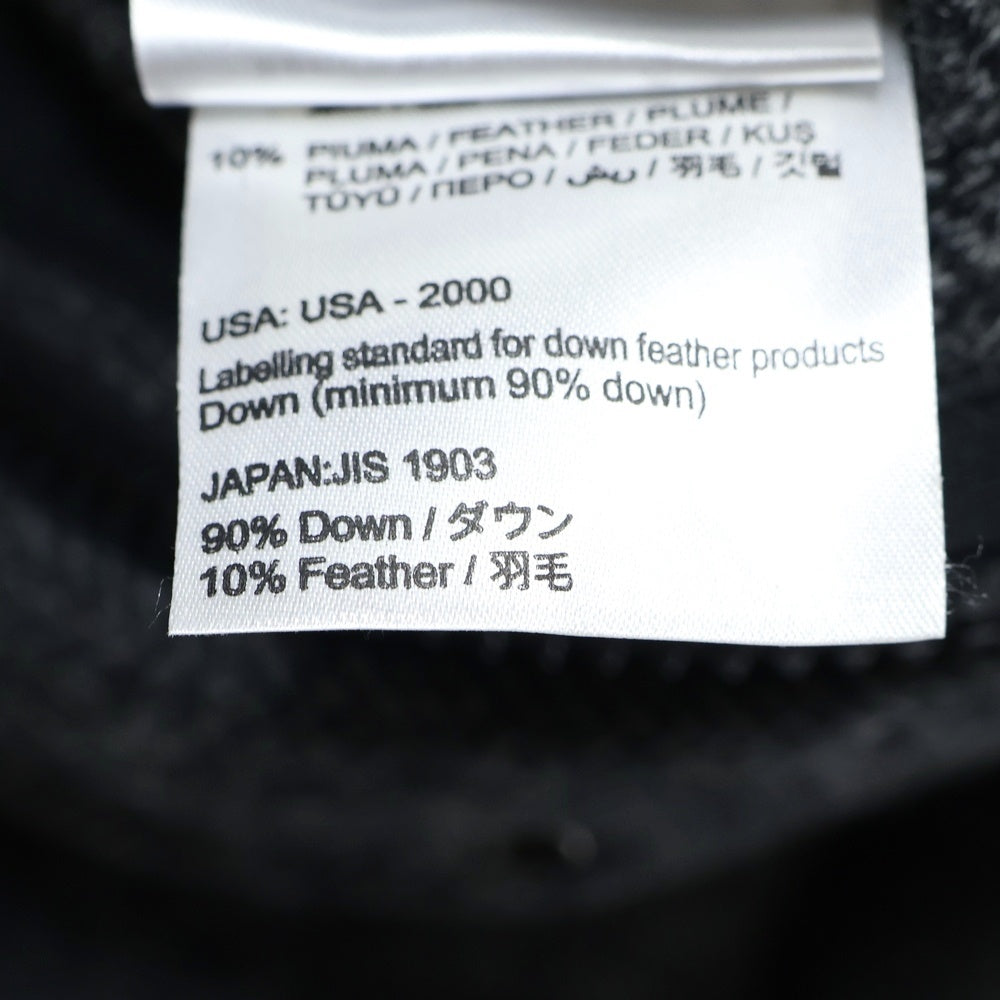 10% PIUMA / FEATHER / PLUME /
PLUMA / PENA / FEDER / KUŞ
TÜYÜ / ПЕРО / ریش / 羽毛 / 깃털
USA: USA - 2000
Labelling standard for down feather products
Down (minimum 90% down)
JAPAN:JIS 1903
90% Down / ダウン
10% Feather / 羽毛